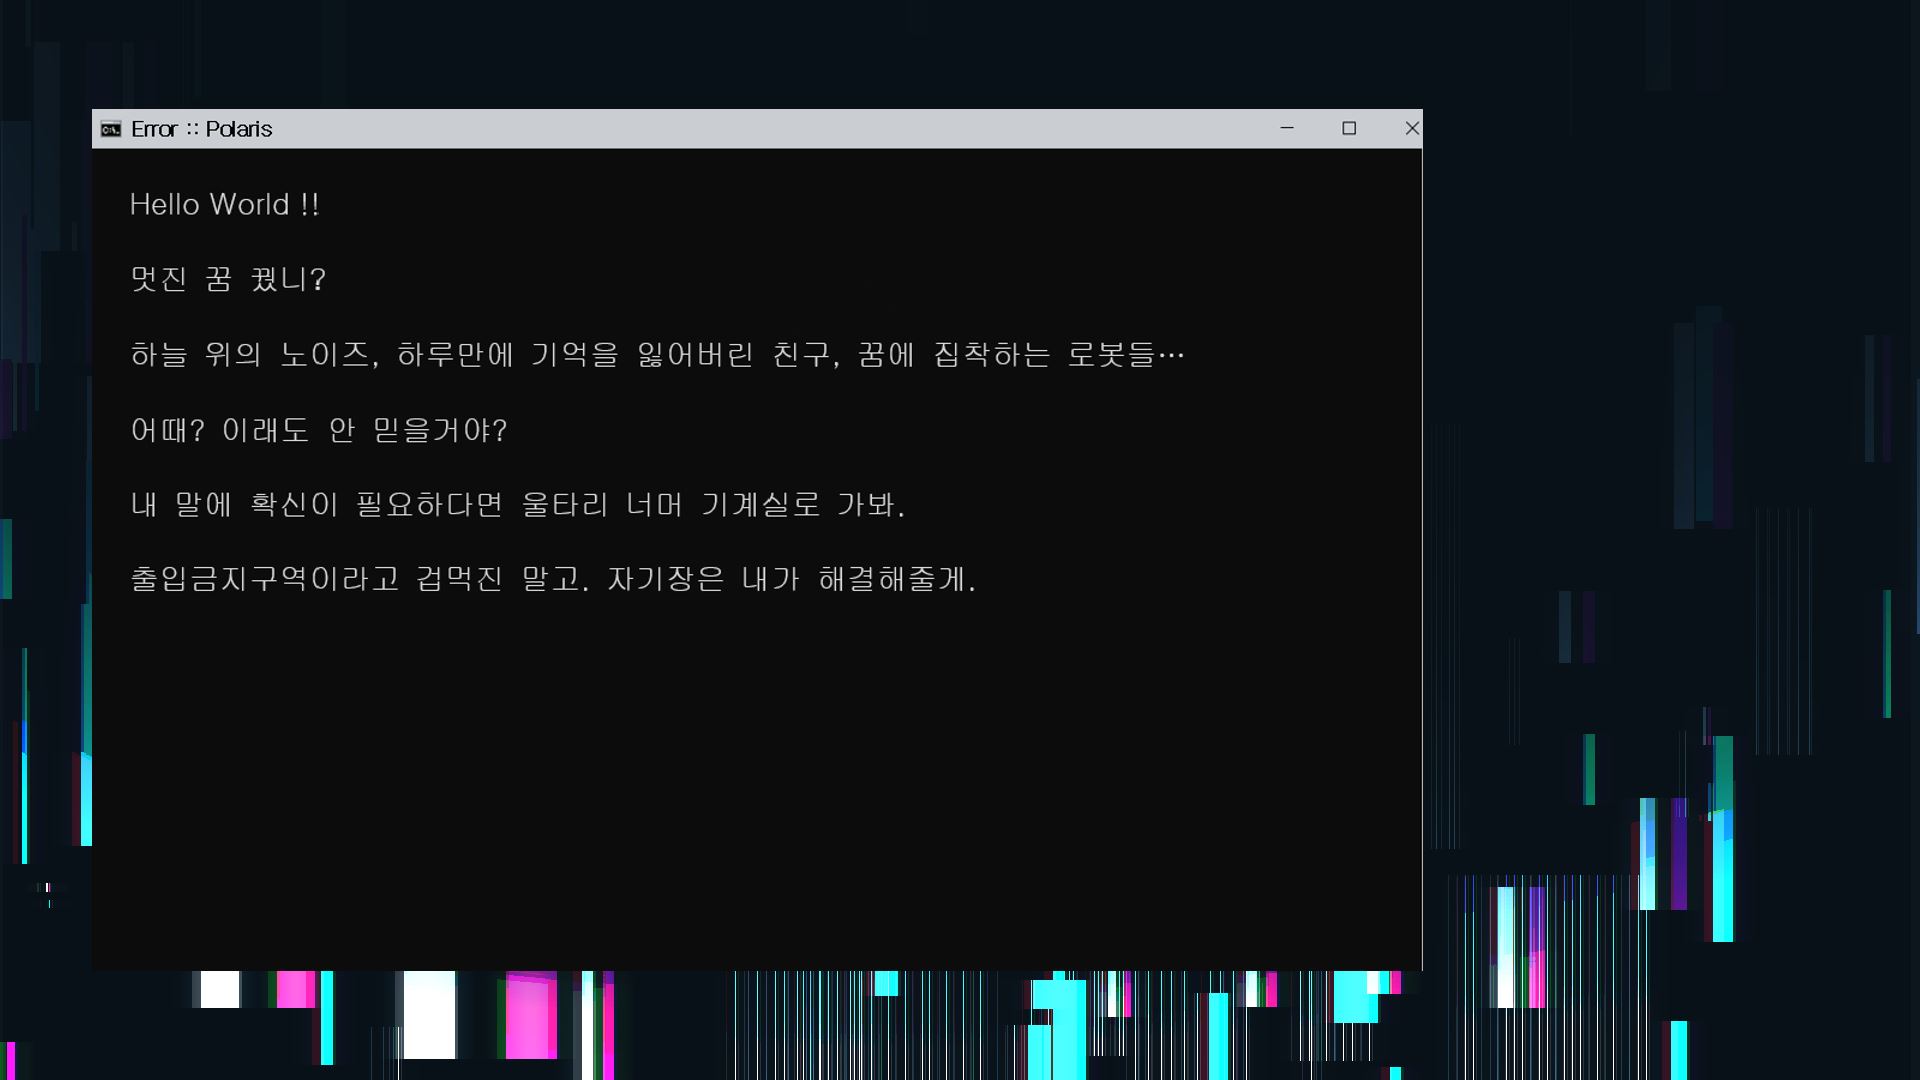 Error :: Polaris
Hello World !!
멋진 꿈 꿨니?
하늘 위의 노이즈, 하루만에 기억을 잃어버린 친구, 꿈에 집착하는 로봇들…
어때? 이래도 안 믿을거야?
내 말에 확신이 필요하다면 울타리 너머 기계실로 가봐.
출입금지구역이라고 겁먹진 말고. 자기장은 내가 해결해줄게.